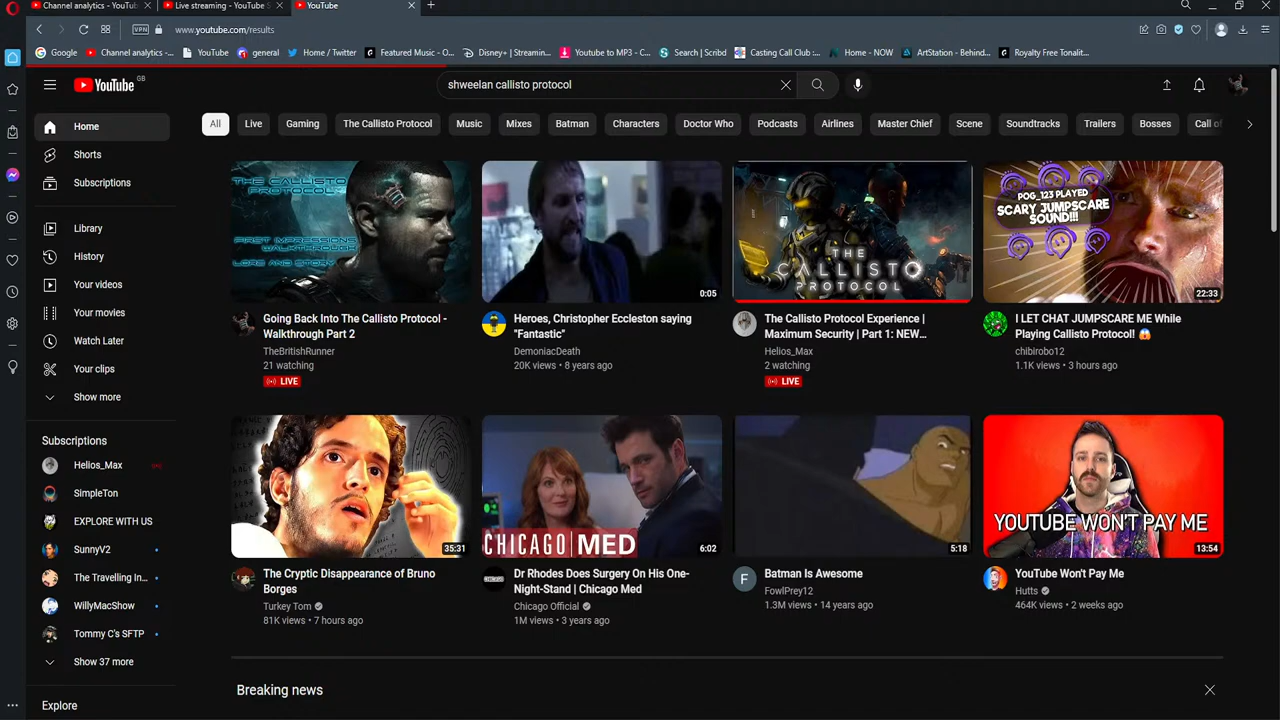 Channel analytics - YouTub
Live streaming - YouTube S
YouTube
VPN
www.youtube.com/results
Google
Channel analytics -...
YouTube
general
Home / Twitter
Featured Music - O...
Disney+ | Streamin...
Youtube to MP3 - C...
Search | Scribd
Casting Call Club :...
Home - NOW
ArtStation - Behind...
Royalty Free Tonalit...
YouTube GB
shweelan callisto protocol
All
Live
Gaming
The Callisto Protocol
Music
Mixes
Batman
Characters
Doctor Who
Podcasts
Airlines
Master Chief
Scene
Soundtracks
Trailers
Bosses
Call of
Home
Shorts
Subscriptions
Library
History
Your videos
Your movies
Watch Later
Your clips
Show more
Subscriptions
Helios_Max
SimpleTon
EXPLORE WITH US
SunnyV2
The Travelling In...
WillyMacShow
Tommy C's SFTP
Show 37 more
Explore
THE CALLISTO
PROTOCOL
FIRST IMPRESSIONS
WALKTHROUGH
LORE AND STORY
Going Back Into The Callisto Protocol -
Walkthrough Part 2
TheBritishRunner
21 watching
LIVE
0:05
Heroes, Christopher Eccleston saying
"Fantastic"
DemoniacDeath
20K views • 8 years ago
THE
CALLISTO
PROTOCOL
The Callisto Protocol Experience |
Maximum Security | Part 1: NEW...
Helios_Max
2 watching
LIVE
POG_123 PLAYED
SCARY JUMPSCARE
SOUND!!!
22:33
I LET CHAT JUMPSCARE ME While
Playing Callisto Protocol! 😱
chibirobo12
1.1K views • 3 hours ago
35:31
The Cryptic Disappearance of Bruno
Borges
Turkey Tom
81K views • 7 hours ago
CHICAGO MED
6:02
Dr Rhodes Does Surgery On His One-
Night-Stand | Chicago Med
Chicago Official
1M views • 3 years ago
5:18
F
Batman Is Awesome
FowlPrey12
1.3M views • 14 years ago
YOUTUBE WON'T PAY ME
13:54
YouTube Won't Pay Me
Hutts
464K views • 2 weeks ago
Breaking news